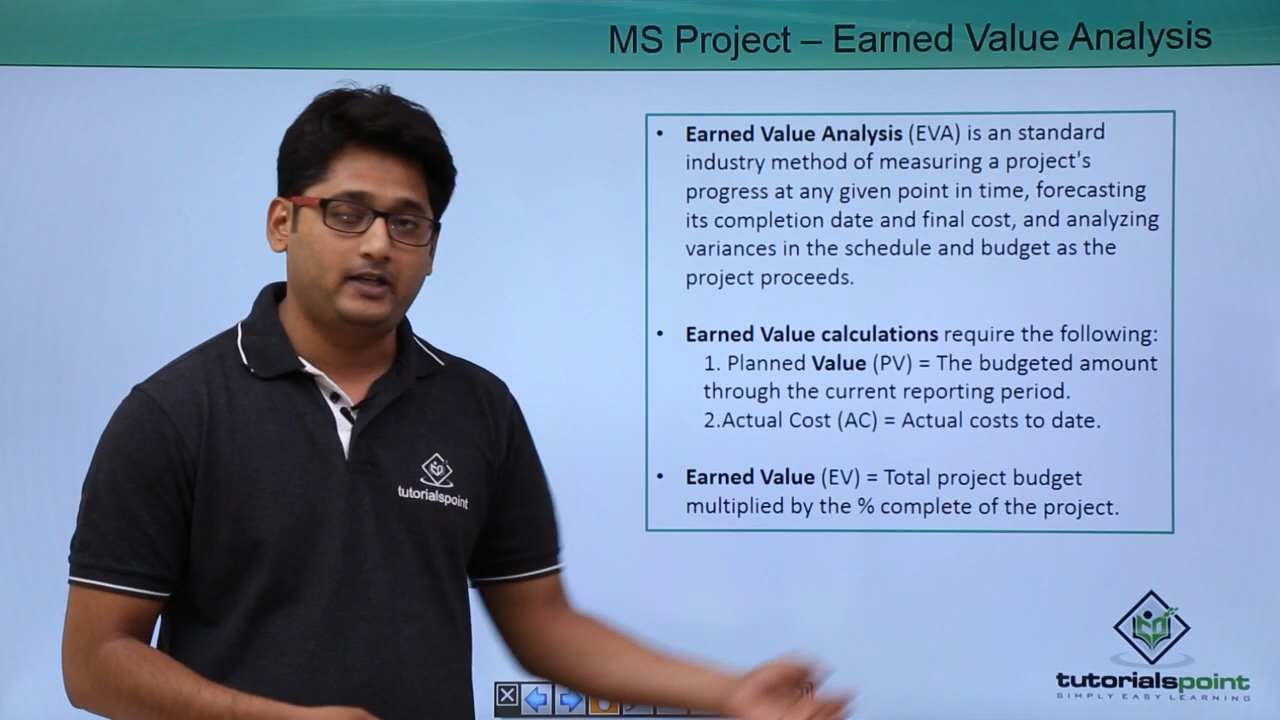 MS Project – Earned Value Analysis
• Earned Value Analysis (EVA) is an standard
industry method of measuring a project's
progress at any given point in time, forecasting
its completion date and final cost, and analyzing
variances in the schedule and budget as the
project proceeds.
• Earned Value calculations require the following:
1. Planned Value (PV) = The budgeted amount
through the current reporting period.
2.Actual Cost (AC) = Actual costs to date.
• Earned Value (EV) = Total project budget
multiplied by the % complete of the project.
tutorialspoint
tutorialspoint
SIMPLY EASY LEARNING